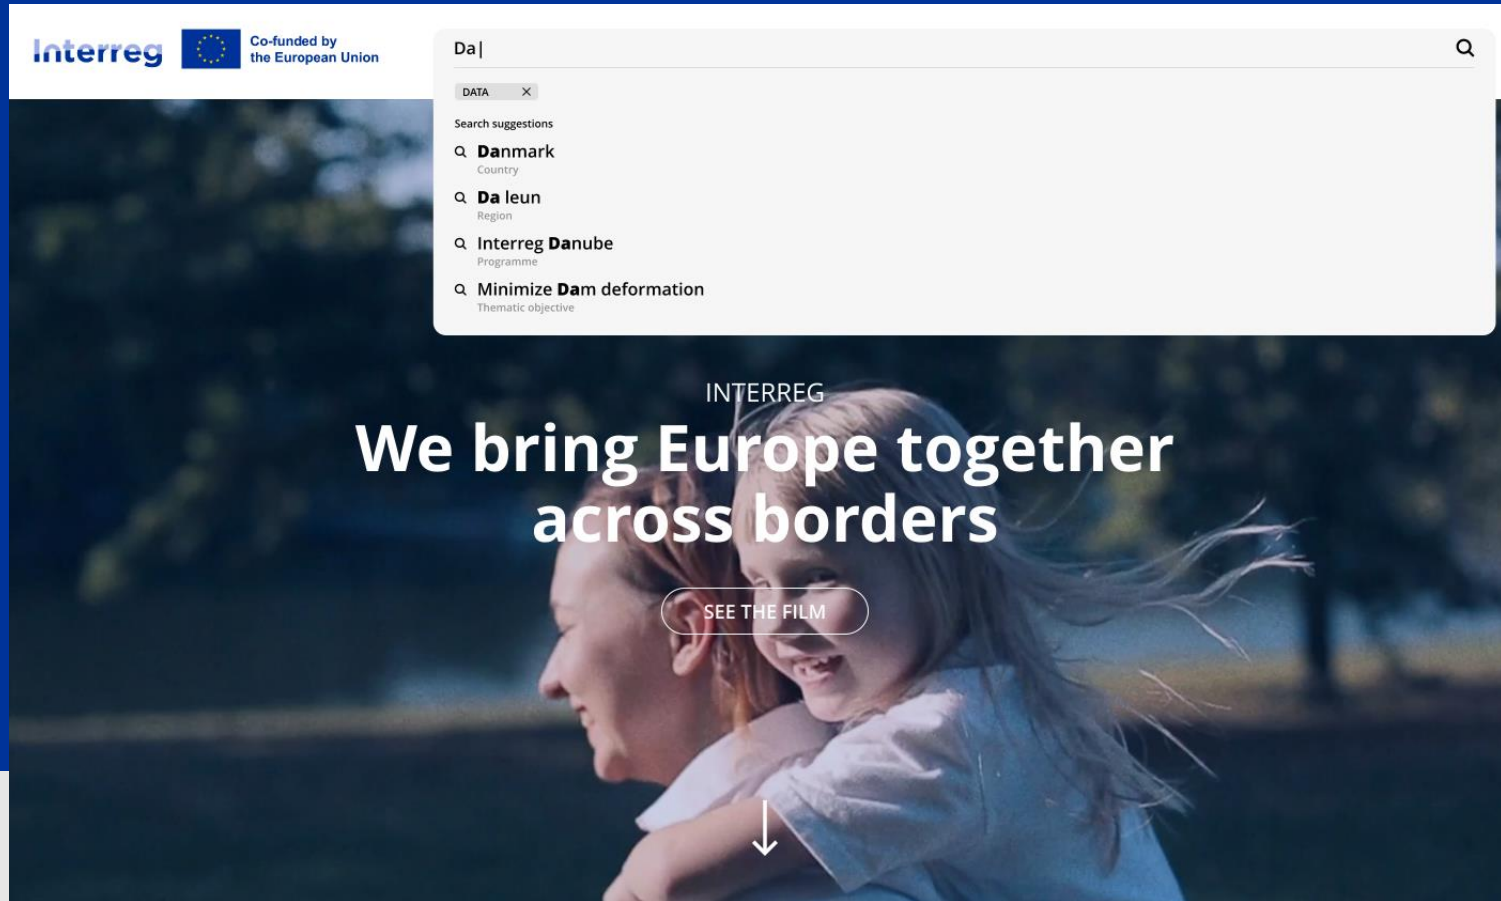 Interreg
Co-funded by
the European Union
Da
DATA
Search suggestions
Danmark
Country
Da leun
Region
Interreg Danube
Programme
Minimize Dam deformation
Thematic objective
INTERREG
We bring Europe together
across borders
SEE THE FILM